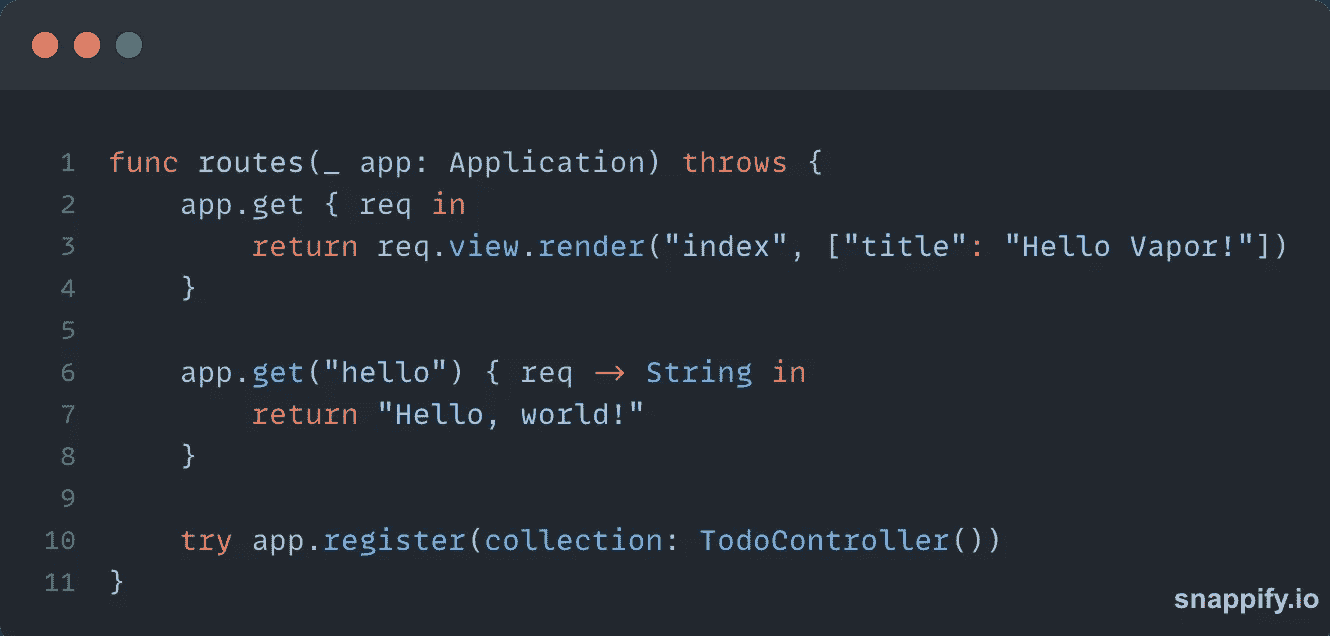 1 func routes(_ app: Application) throws {
2     app.get { req in
3         return req.view.render("index", ["title": "Hello Vapor!"])
4     }
5
6     app.get("hello") { req -> String in
7         return "Hello, world!"
8     }
9
10     try app.register(collection: TodoController())
11 }
snappify.io